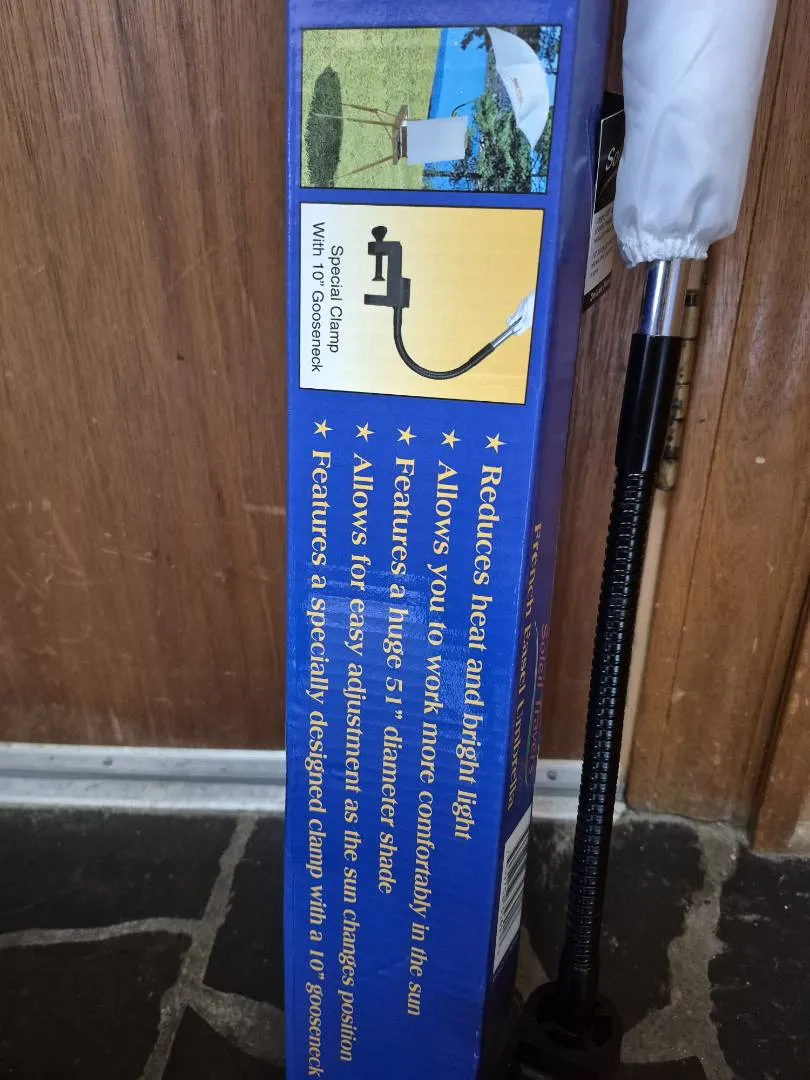 Special Clamp
With 10" Gooseneck
★ Reduces heat and bright light
★ Allows you to work more comfortably in the sun
★ Features a huge 51" diameter shade
★ Allows for easy adjustment as the sun changes position
★ Features a specially designed clamp with a 10" gooseneck
Soleil Travel
French Easel Umbrella